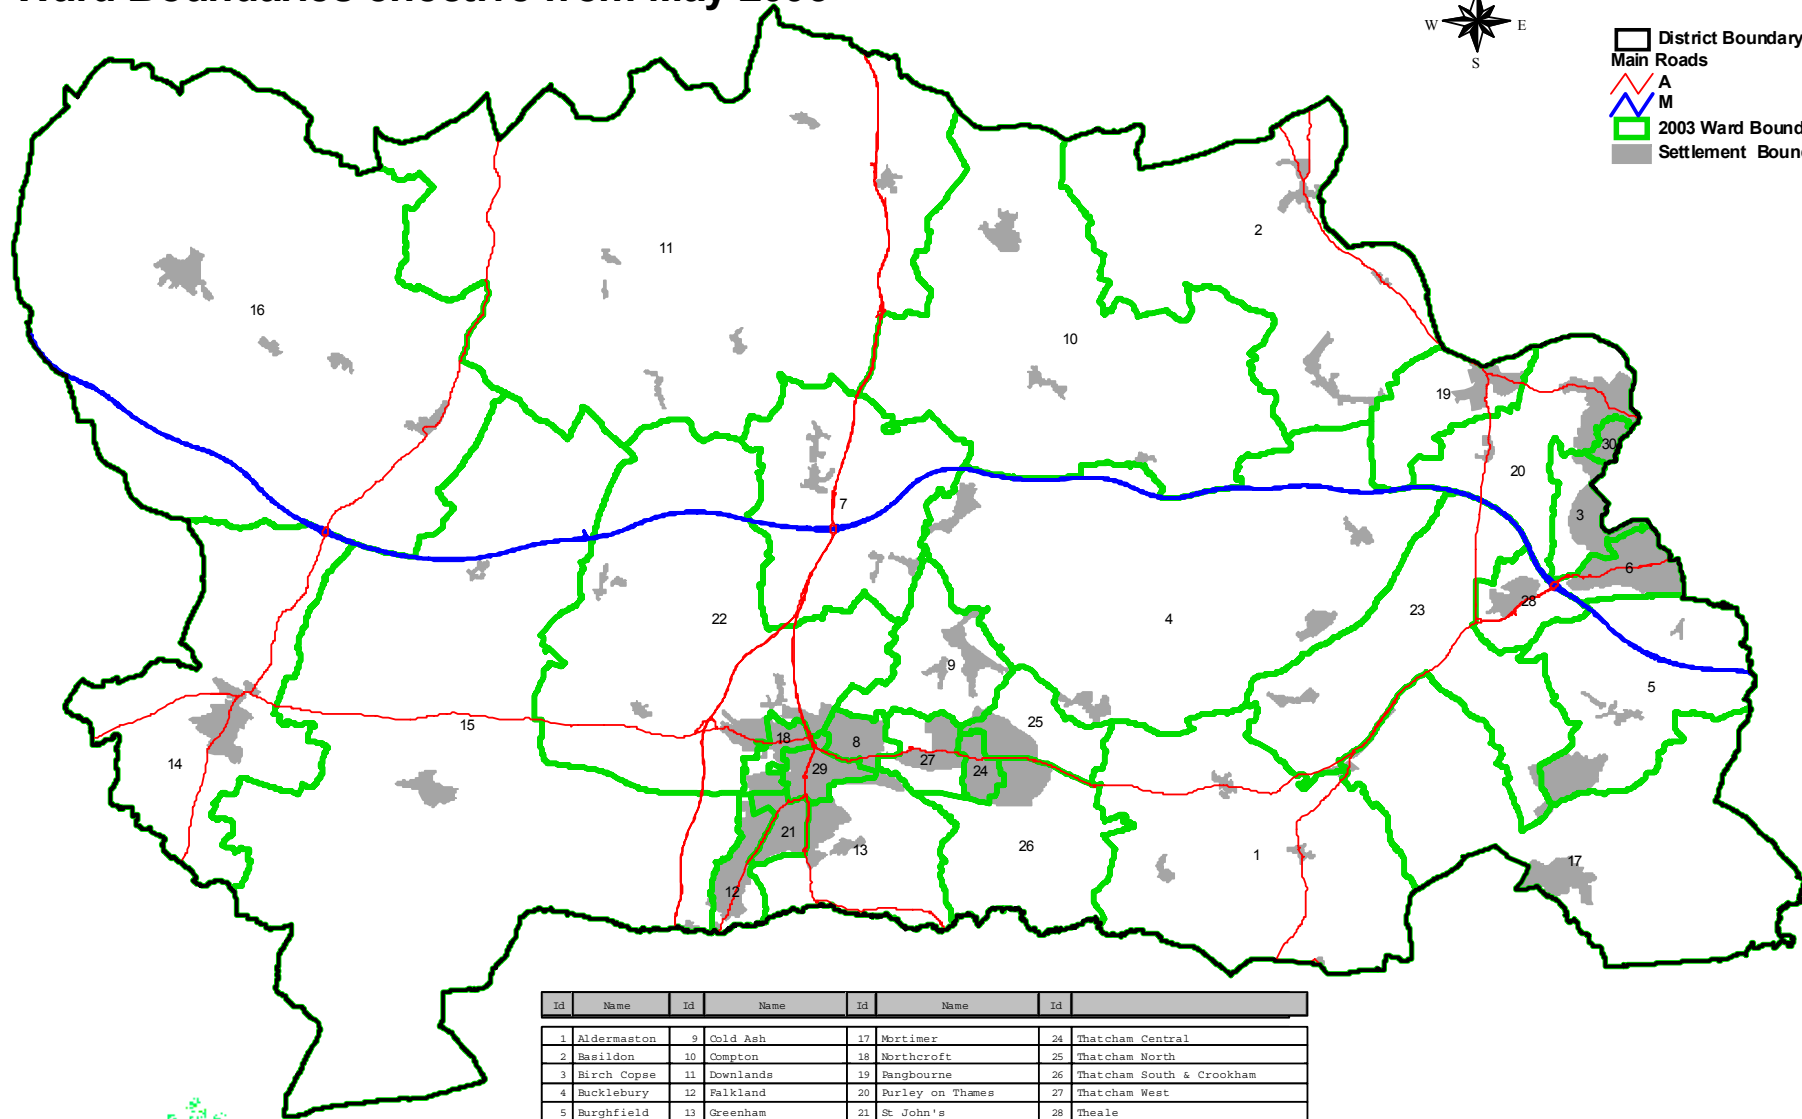 W E
S
District Boundary
Main Roads
A
M
2003 Ward Bound
Settlement Boun
2
11
16
10
19
30
20
7
3
6
28
23
22
4
9
5
25
15
18
8
27
14
29
24
21
13
26
1
17
12
Id Name Id Name Id Name Id
1 Aldermaston 9 Cold Ash 17 Mortimer 24 Thatcham Central
2 Basildon 10 Compton 18 Northcroft 25 Thatcham North
3 Birch Copse 11 Downlands 19 Pangbourne 26 Thatcham South & Crookham
4 Bucklebury 12 Falkland 20 Purley on Thames 27 Thatcham West
5 Burghfield 13 Greenham 21 St John's 28 Theale